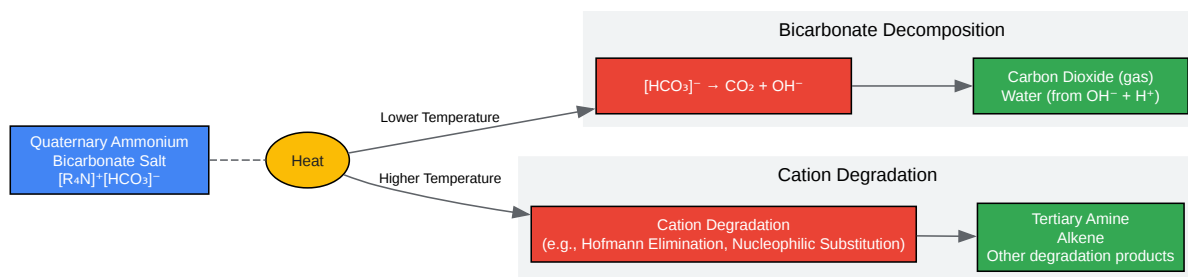 Bicarbonate Decomposition
[HCO₃]⁻ → CO₂ + OH⁻
Carbon Dioxide (gas)
Water (from OH⁻ + H⁺)
Lower Temperature
Quaternary Ammonium
Bicarbonate Salt
[R₄N]⁺[HCO₃]⁻
Heat
Higher Temperature
Cation Degradation
Cation Degradation
(e.g., Hofmann Elimination, Nucleophilic Substitution)
Tertiary Amine
Alkene
Other degradation products